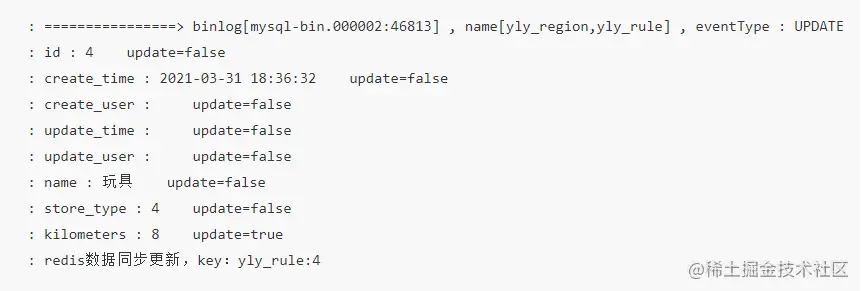 : ================> binlog[mysql-bin.000002:46813] , name[yly_region,yly_rule] , eventType : UPDATE
: id : 4    update=false
: create_time : 2021-03-31 18:36:32    update=false
: create_user :     update=false
: update_time :     update=false
: update_user :     update=false
: name : 玩具    update=false
: store_type : 4    update=false
: kilometers : 8    update=true
: redis数据同步更新，key：yly_rule:4
@稀土掘金技术社区